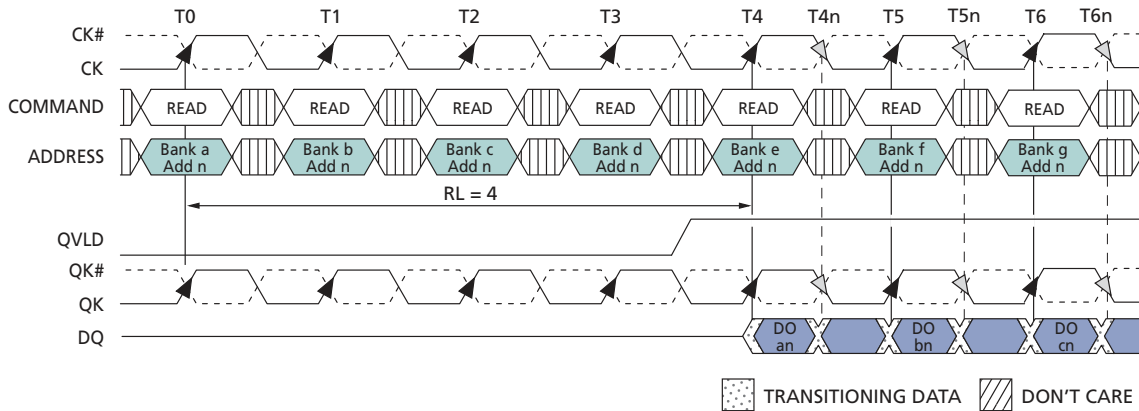 T0 T1 T2 T3 T4 T4n T5 T5n T6 T6n
CK#
CK
COMMAND READ READ READ READ READ READ READ
ADDRESS Bank a Bank b Bank c Bank d Bank e Bank f Bank g
Add n Add n Add n Add n Add n Add n Add n
RL = 4
QVLD
QK#
QK
DQ DO DO DO
an bn cn
TRANSITIONING DATA DON'T CARE